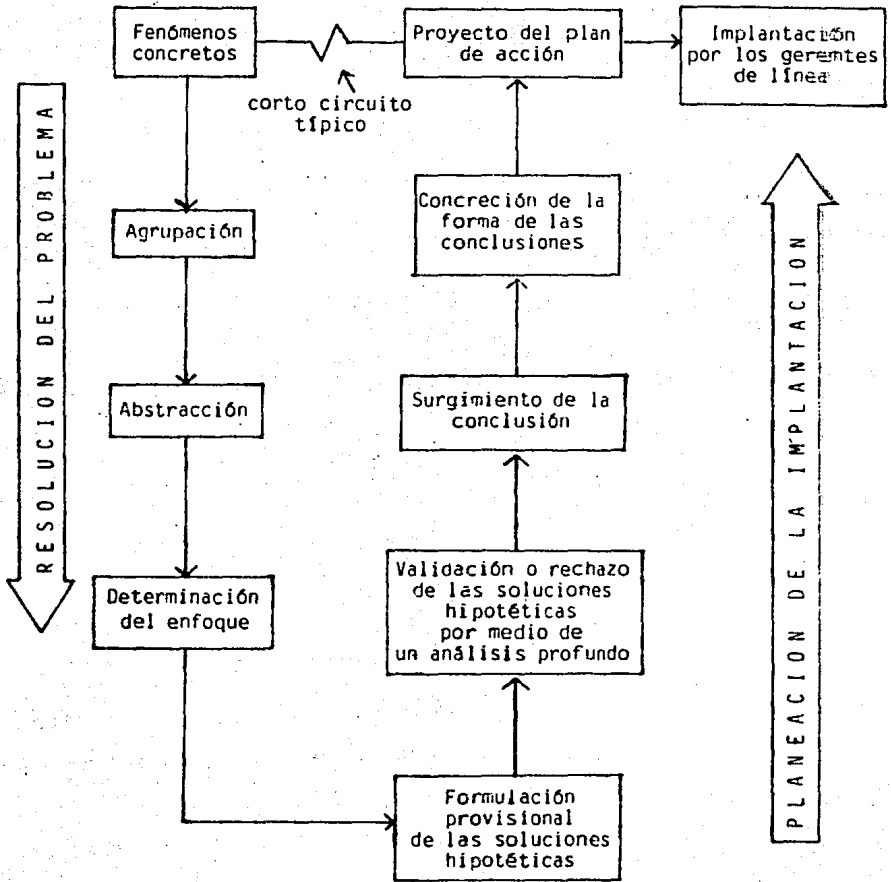 Fenómenos
concretos
corto circuito
típico
Proyecto del plan
de acción
Implantación
por los gerentes
de línea
RESOLUCION DEL PROBLEMA
Agrupación
Abstracción
Determinación
del enfoque
Formulación
provisional
de las soluciones
hipotéticas
Validación o rechazo
de las soluciones
hipotéticas
por medio de
un análisis profundo
Surgimiento de la
conclusión
Concreción de la
forma de las
conclusiones
PLANEACION DE LA IMPLANTACION